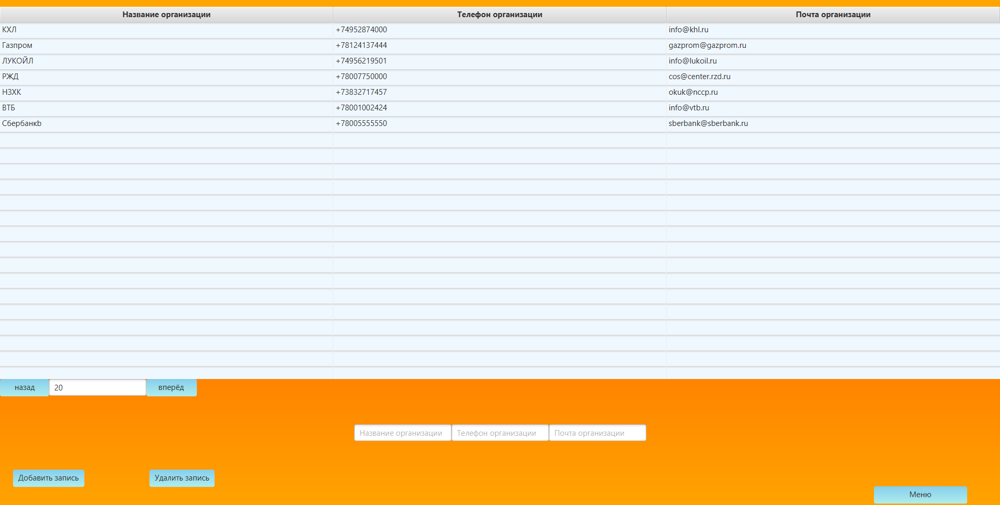 Название организации Телефон организации Почта организации
КХЛ +74952874000 info@khl.ru
Газпром +78124137444 gazprom@gazprom.ru
ЛУКОЙЛ +74956219501 info@lukoil.ru
РЖД +78007750000 cos@center.rzd.ru
НЗХК +73832717457 okuk@nccp.ru
ВТБ +78001002424 info@vtb.ru
Сбербанкb +78005555550 sberbank@sberbank.ru
назад 20 вперёд
Название организации Телефон организации Почта организации
Добавить запись Удалить запись
Меню